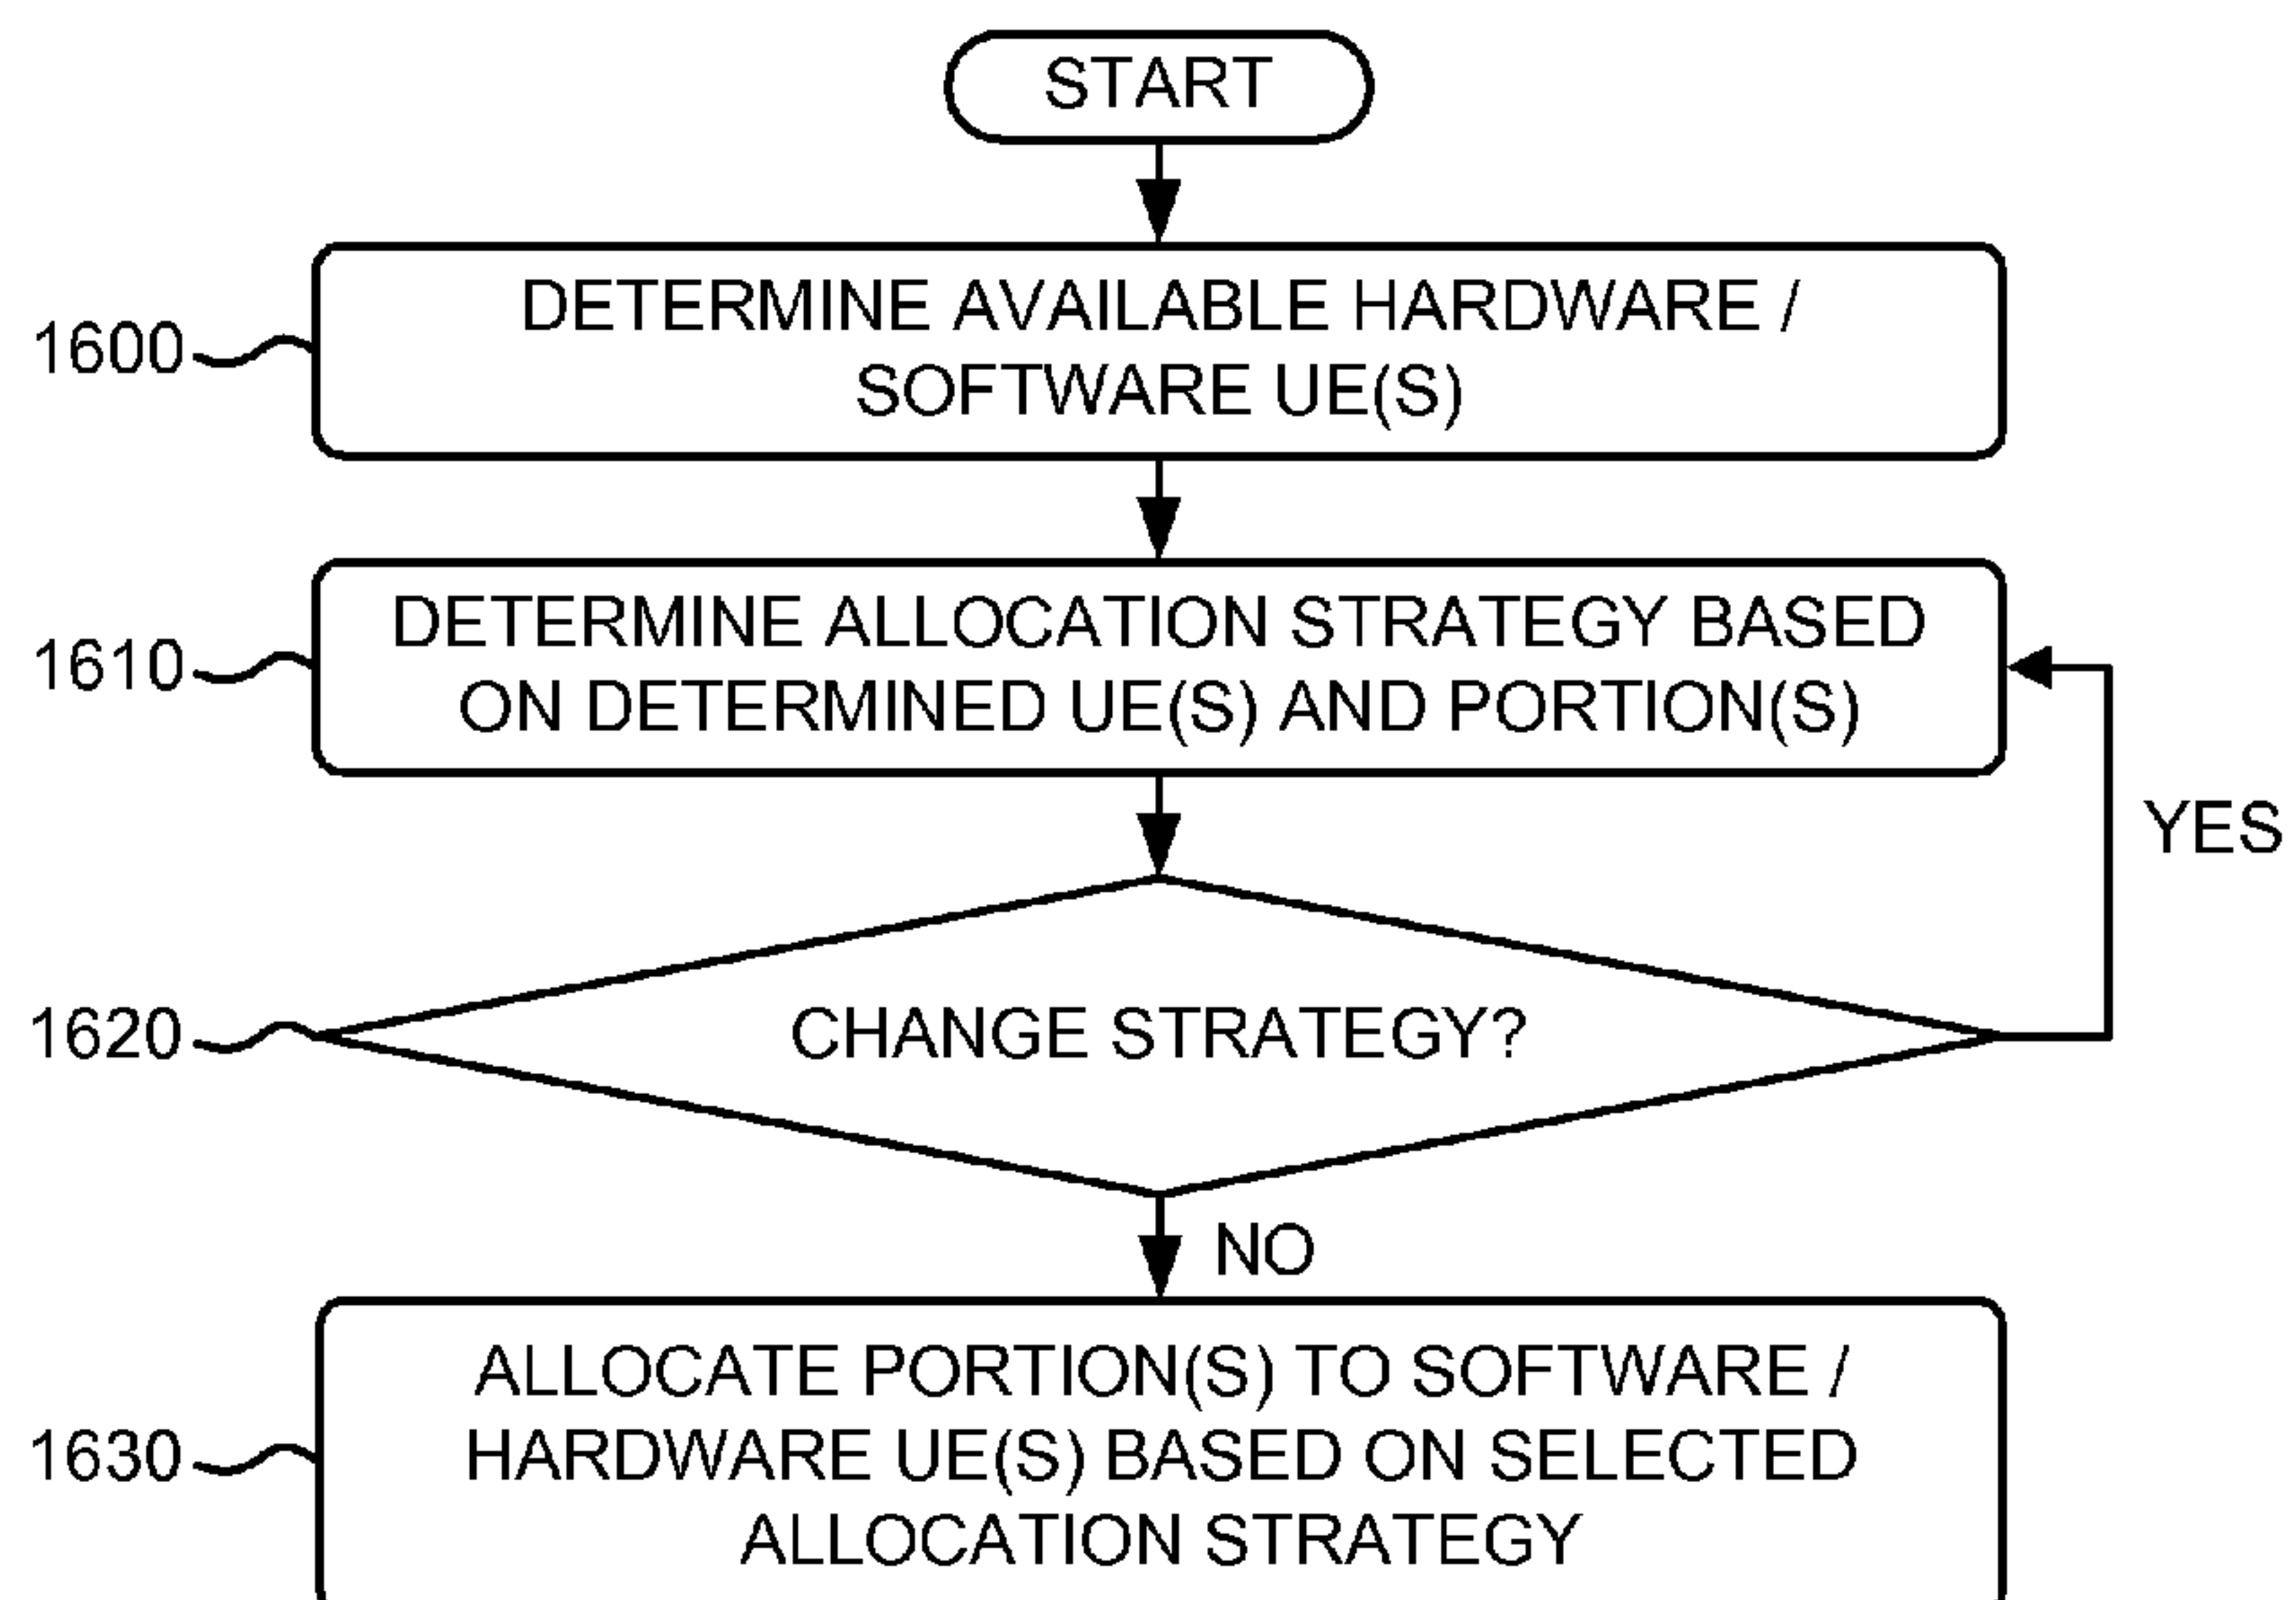 START
1600
DETERMINE AVAILABLE HARDWARE /
SOFTWARE UE(S)
1610
DETERMINE ALLOCATION STRATEGY BASED
ON DETERMINED UE(S) AND PORTION(S)
YES
1620
CHANGE STRATEGY?
NO
1630
ALLOCATE PORTION(S) TO SOFTWARE /
HARDWARE UE(S) BASED ON SELECTED
ALLOCATION STRATEGY